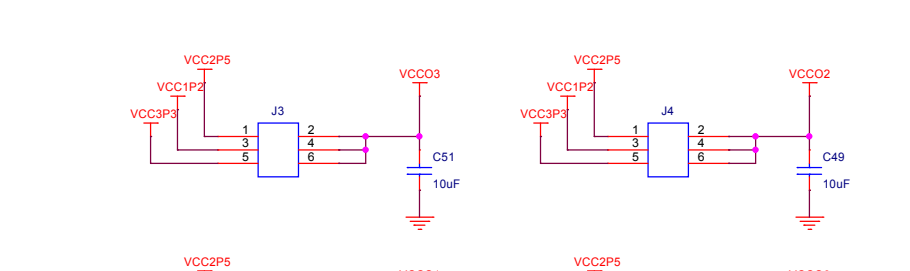 VCC2P5
VCC1P2
VCC3P3
J3
VCCO3
1 2
3 4
5 6
C51
10uF
VCC2P5
VCC1P2
VCC3P3
J4
VCCO2
1 2
3 4
5 6
C49
10uF
VCC2P5
VCC2P5